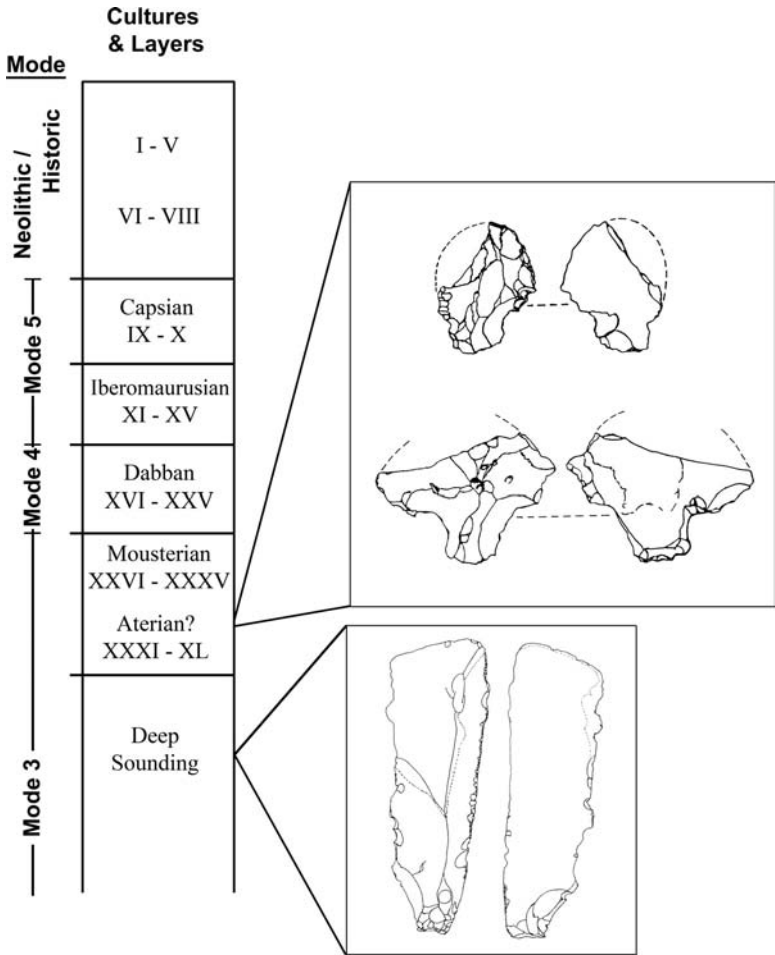 Cultures
& Layers
Mode
Neolithic /
Historic
I - V
VI - VIII
Mode 5
Capsian
IX - X
Iberomaurusian
XI - XV
Mode 4
Dabban
XVI - XXV
Mousterian
XXVI - XXXV
Aterian?
XXXI - XL
Mode 3
Deep
Sounding